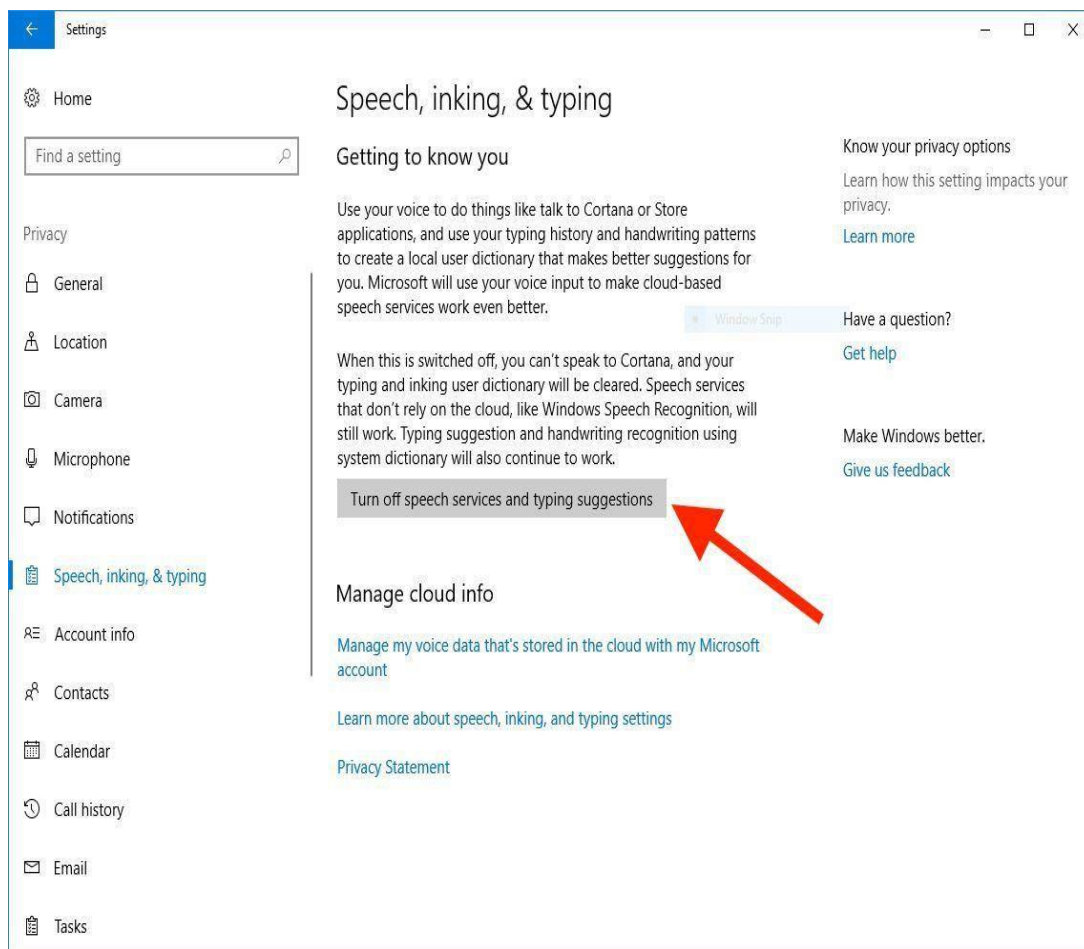 Settings
Home
Find a setting
Privacy
General
Location
Camera
Microphone
Notifications
Speech, inking, & typing
Account info
Contacts
Calendar
Call history
Email
Tasks
Speech, inking, & typing
Getting to know you
Use your voice to do things like talk to Cortana or Store
applications, and use your typing history and handwriting patterns
to create a local user dictionary that makes better suggestions for
you. Microsoft will use your voice input to make cloud-based
speech services work even better.
Window Snip
When this is switched off, you can't speak to Cortana, and your
typing and inking user dictionary will be cleared. Speech services
that don't rely on the cloud, like Windows Speech Recognition, will
still work. Typing suggestion and handwriting recognition using
system dictionary will also continue to work.
Turn off speech services and typing suggestions
Manage cloud info
Manage my voice data that's stored in the cloud with my Microsoft
account
Learn more about speech, inking, and typing settings
Privacy Statement
Know your privacy options
Learn how this setting impacts your
privacy.
Learn more
Have a question?
Get help
Make Windows better.
Give us feedback